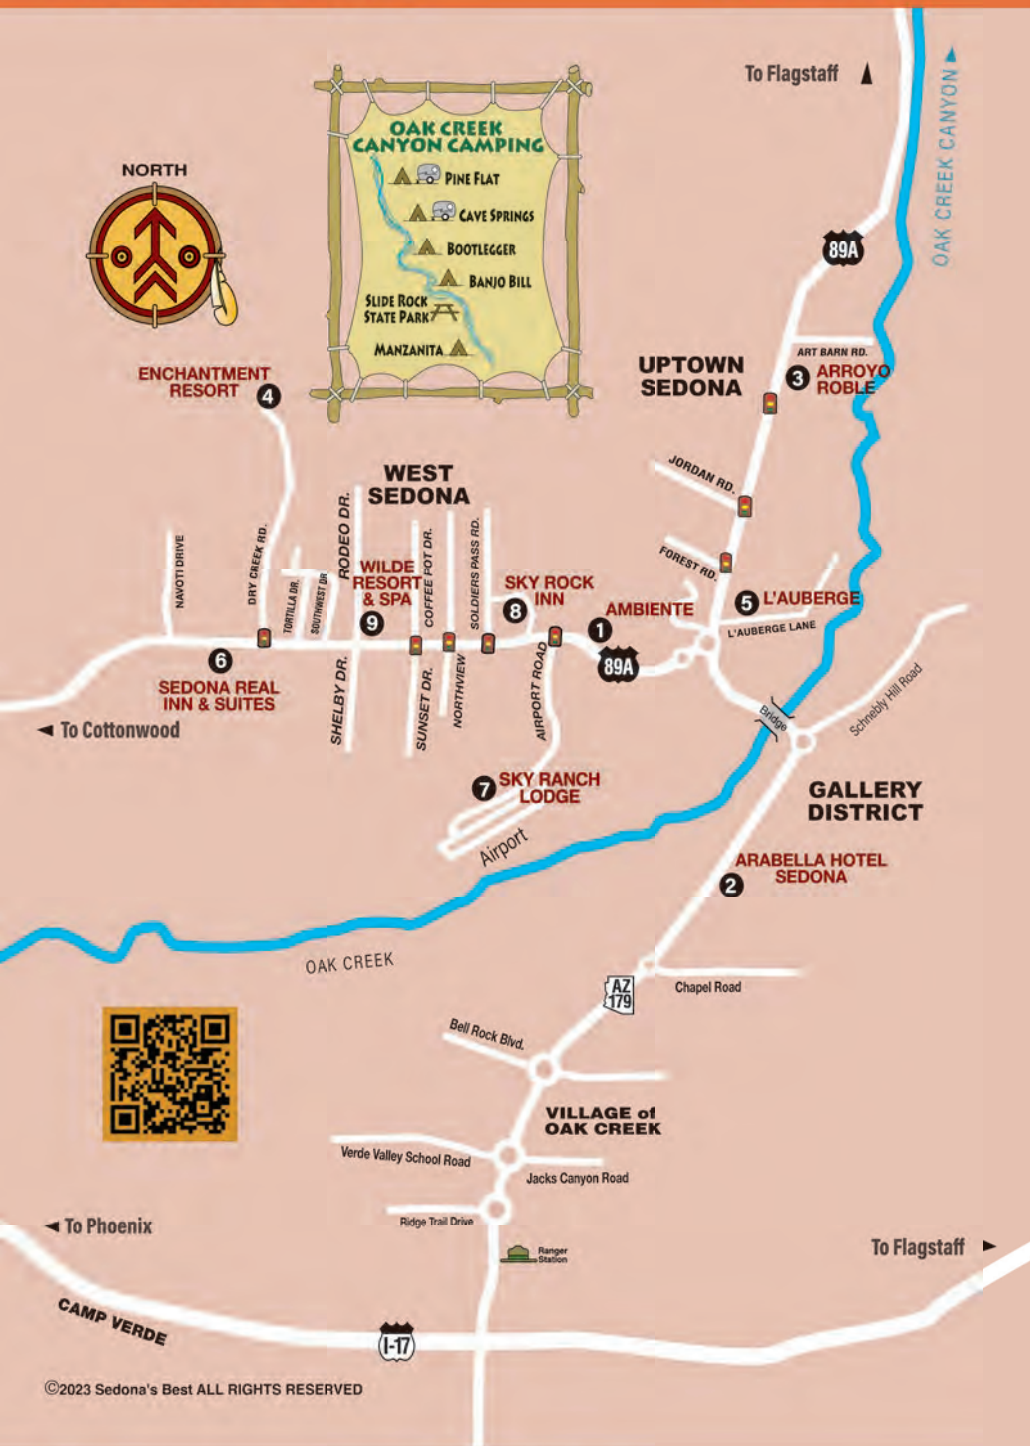 To Flagstaff
OAK CREEK CANYON
OAK CREEK
CANYON CAMPING
PINE FLAT
CAVE SPRINGS
BOOTLEGGER
BANJO BILL
SLIDE ROCK
STATE PARK
MANZANITA
NORTH
89A
ART BARN RD.
UPTOWN
SEDONA
3
ARROYO
ROBLE
ENCHANTMENT
RESORT
4
WEST
SEDONA
JORDAN RD.
FOREST RD.
NAVOTI DRIVE
DRY CREEK RD.
TORTILLA DR.
SOUTHWEST DR
RODEO DR.
WILDE
RESORT
& SPA
9
COFFEE POT DR.
SOLDIERS PASS RD.
SKY ROCK
INN
8
AMBIENTE
1
89A
5
L'AUBERGE
L'AUBERGE LANE
6
SEDONA REAL
INN & SUITES
SHELBY DR.
SUNSET DR.
NORTHVIEW
AIRPORT ROAD
To Cottonwood
Bridge
Schnebly Hill Road
7
SKY RANCH
LODGE
Airport
GALLERY
DISTRICT
ARABELLA HOTEL
SEDONA
2
OAK CREEK
AZ
179
Chapel Road
Bell Rock Blvd.
VILLAGE of
OAK CREEK
Verde Valley School Road
Jacks Canyon Road
Ridge Trail Drive
To Phoenix
Ranger
Station
To Flagstaff
CAMP VERDE
I-17
©2023 Sedona's Best ALL RIGHTS RESERVED